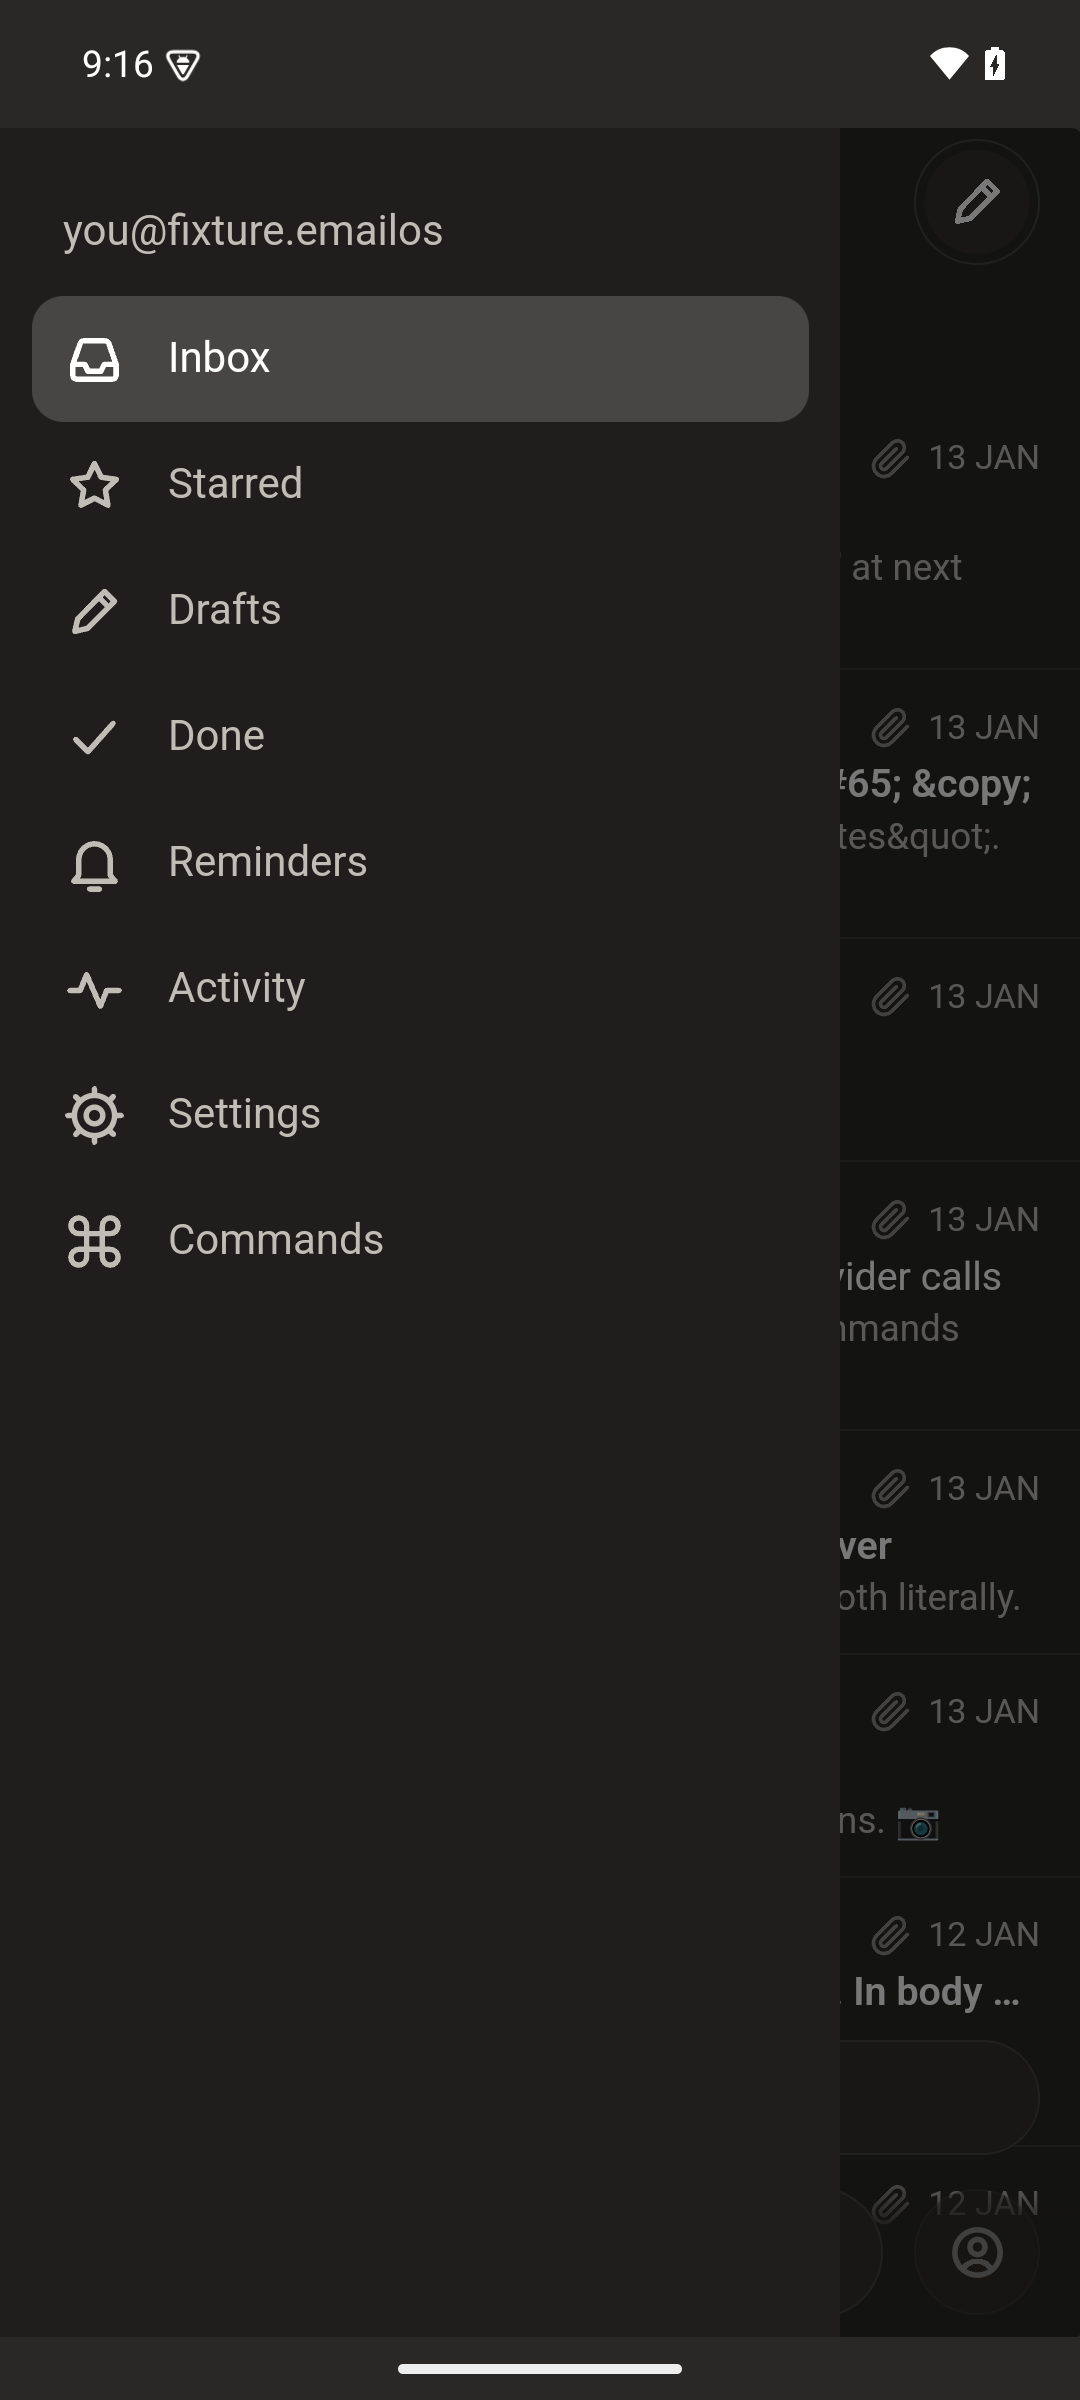 9:16
you@fixture.emailos
Inbox
Starred
Drafts
Done
Reminders
Activity
Settings
Commands
13 JAN
at next
13 JAN
65; &copy;
tes&quot;.
13 JAN
13 JAN
vider calls
mmands
13 JAN
ver
oth literally.
13 JAN
ns. 📷
12 JAN
. In body ...
12 JAN